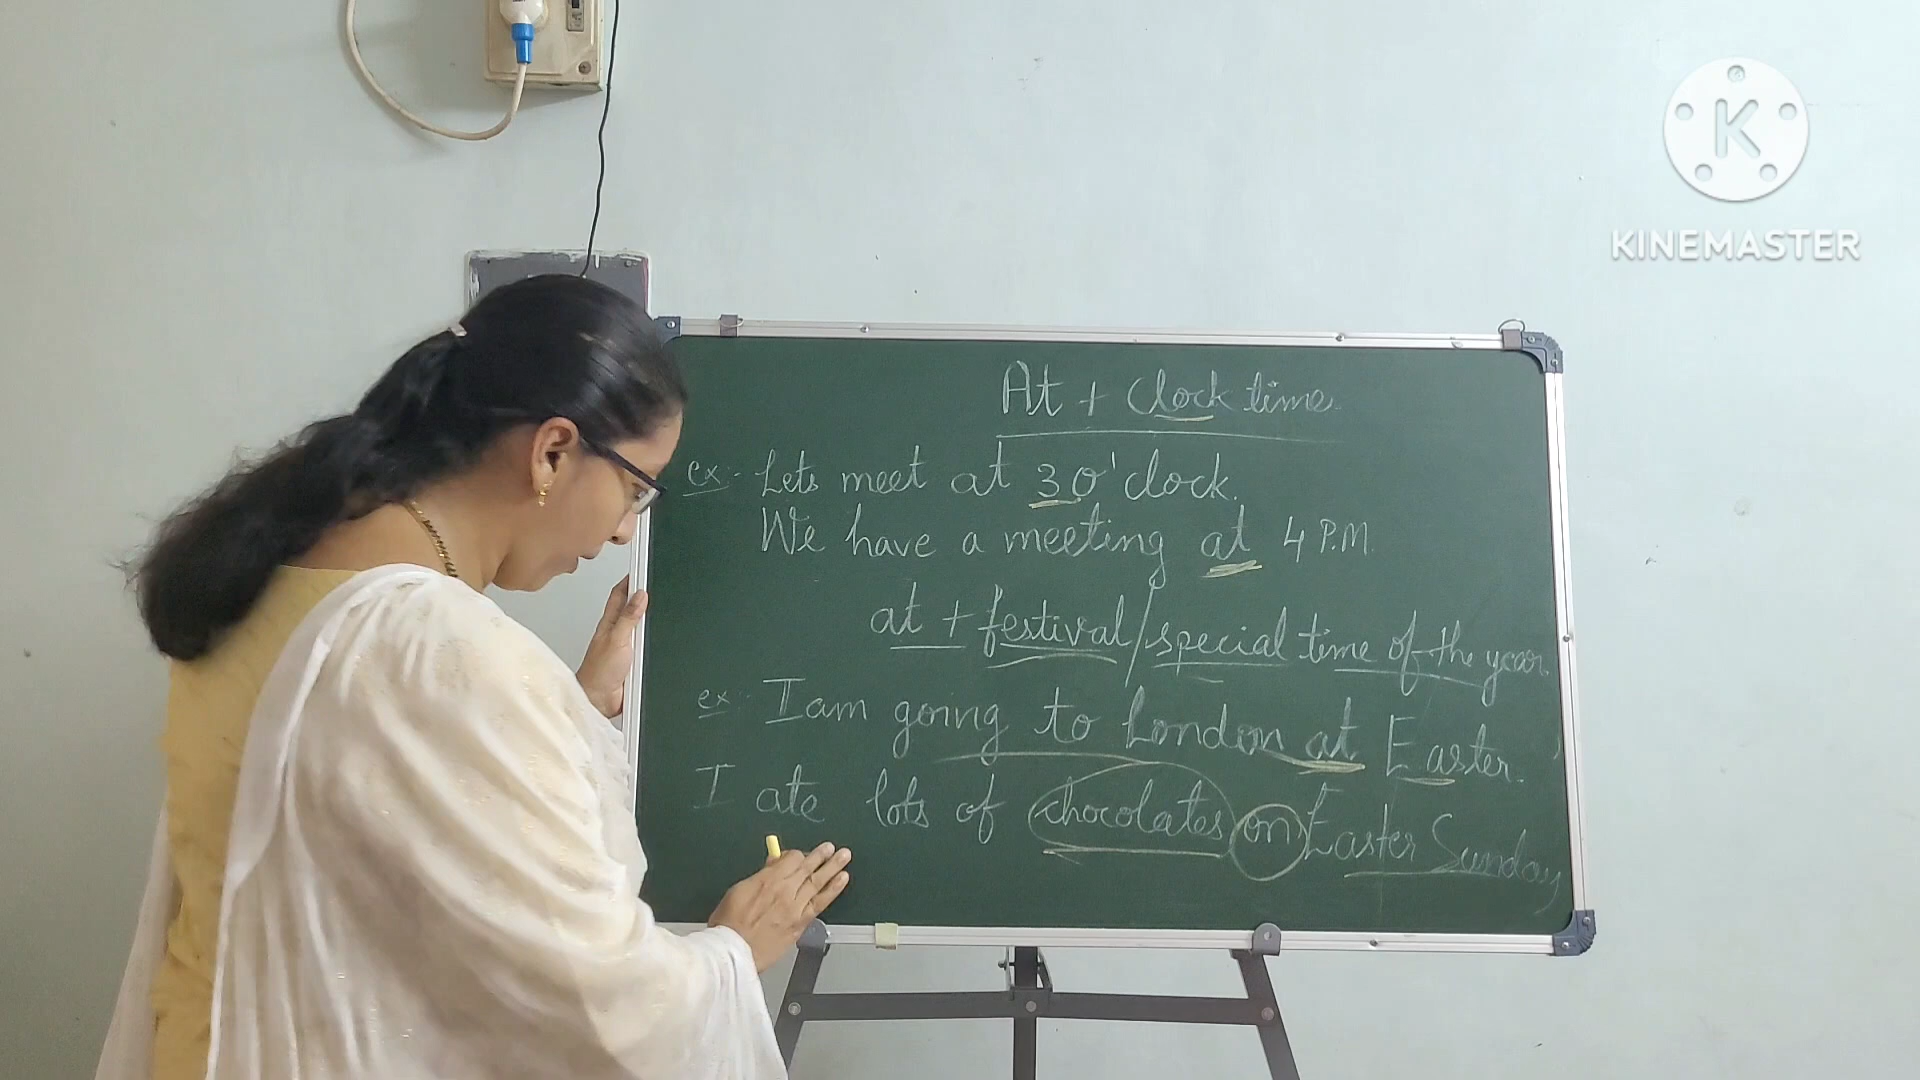 At + Clock time
ex:- Lets meet at 3 0'clock.
We have a meeting at 4 P.M.
at + festival/special time of the year
ex:- I am going to London at Easter.
I ate lots of chocolates on Easter Sunday
K
KINEMASTER